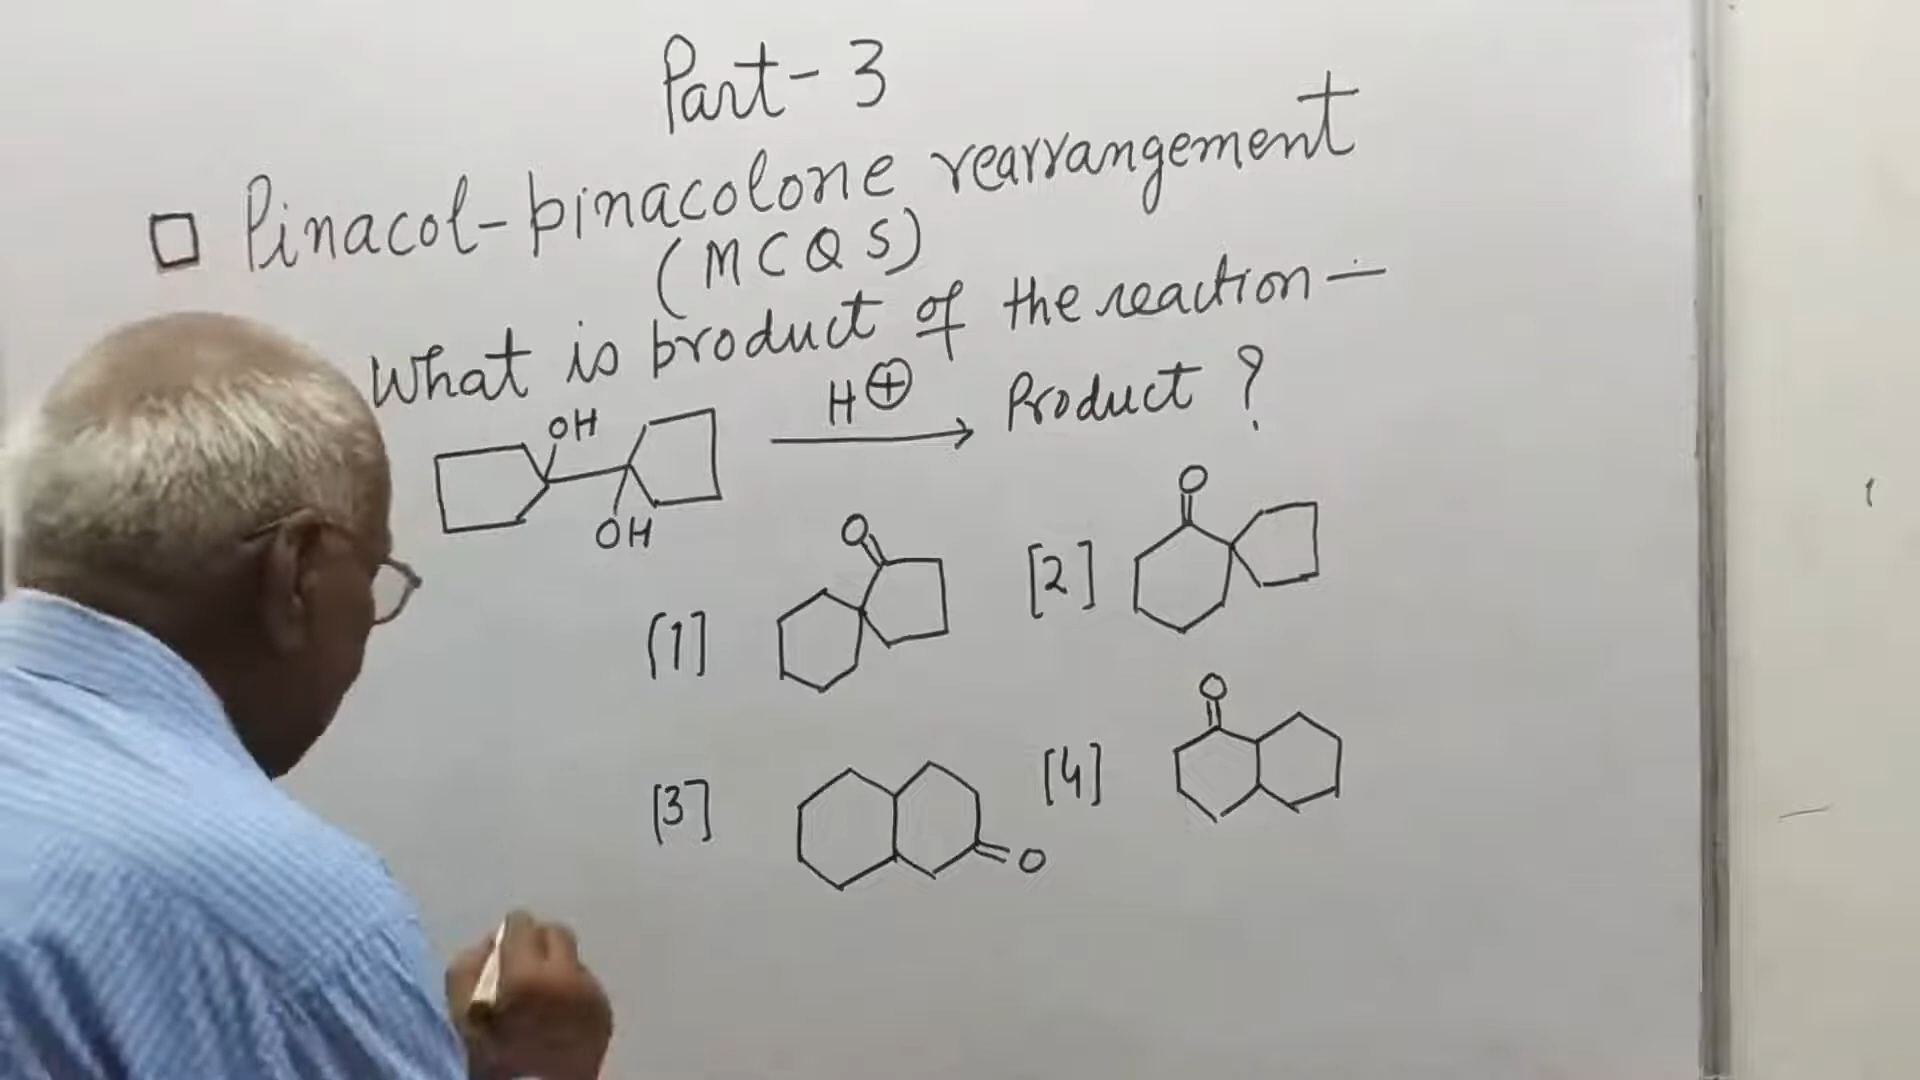 Part-3
□ Pinacol-pinacolone rearrangement
(MCQS)
What is product of the reaction —
OH
OH
H⊕
Product ?
[1]
O
[2]
O
[3]
O
[4]
O